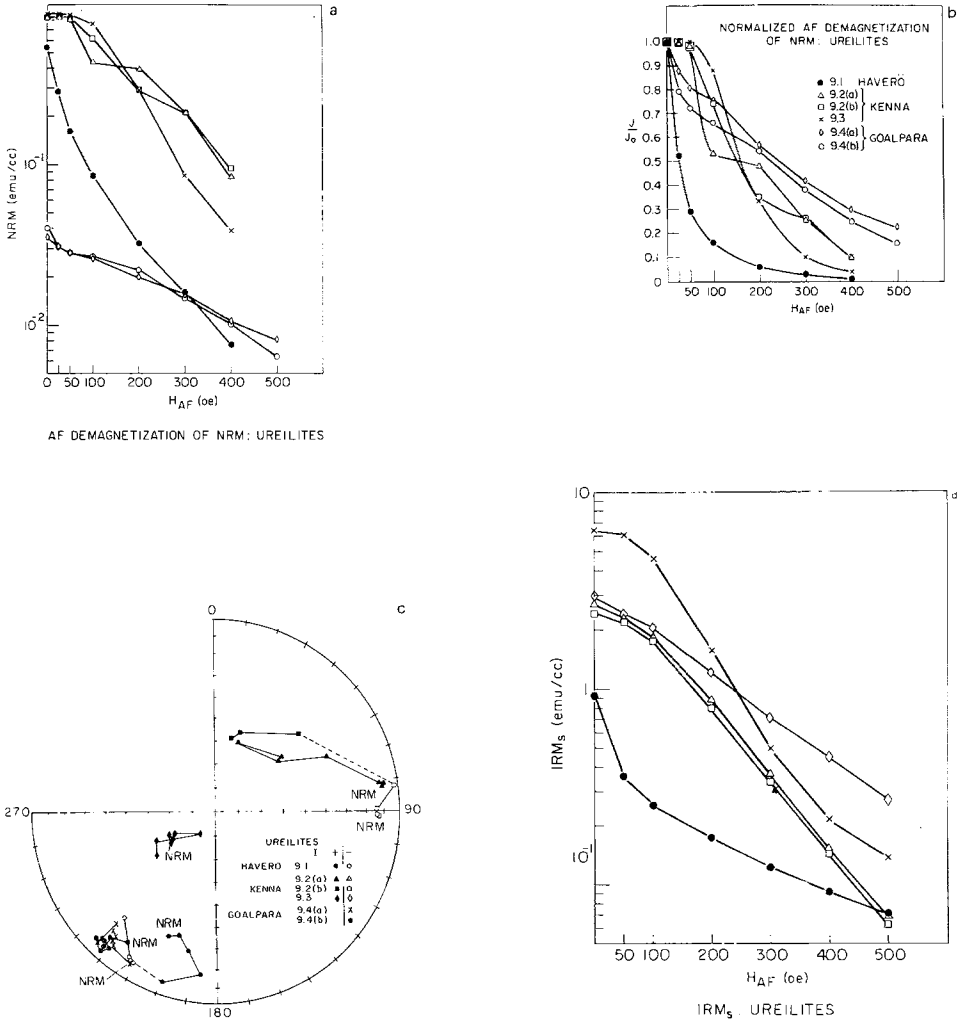 a
NRM (emu/cc)
10⁻¹
10⁻²
0 50 100 200 300 400 500
H_AF (oe)
AF DEMAGNETIZATION OF NRM: UREILITES
b
NORMALIZED AF DEMAGNETIZATION
OF NRM: UREILITES
9.1 HAVERÖ
9.2(a)
9.2(b) KENNA
9.3
9.4(a) GOALPARA
9.4(b)
1.0
0.9
0.8
0.7
0.6
0.5
0.4
0.3
0.2
0.1
0
J/J₀
50 100 200 300 400 500
H_AF (oe)
c
0
270
90
180
NRM
NRM
NRM
NRM
NRM
NRM
UREILITES
I + −
HAVERÖ 9.1
9.2(a)
KENNA 9.2(b)
9.3
GOALPARA 9.4(a)
9.4(b)
d
10
1
10⁻¹
IRM_S (emu/cc)
50 100 200 300 400 500
H_AF (oe)
IRM_S: UREILITES